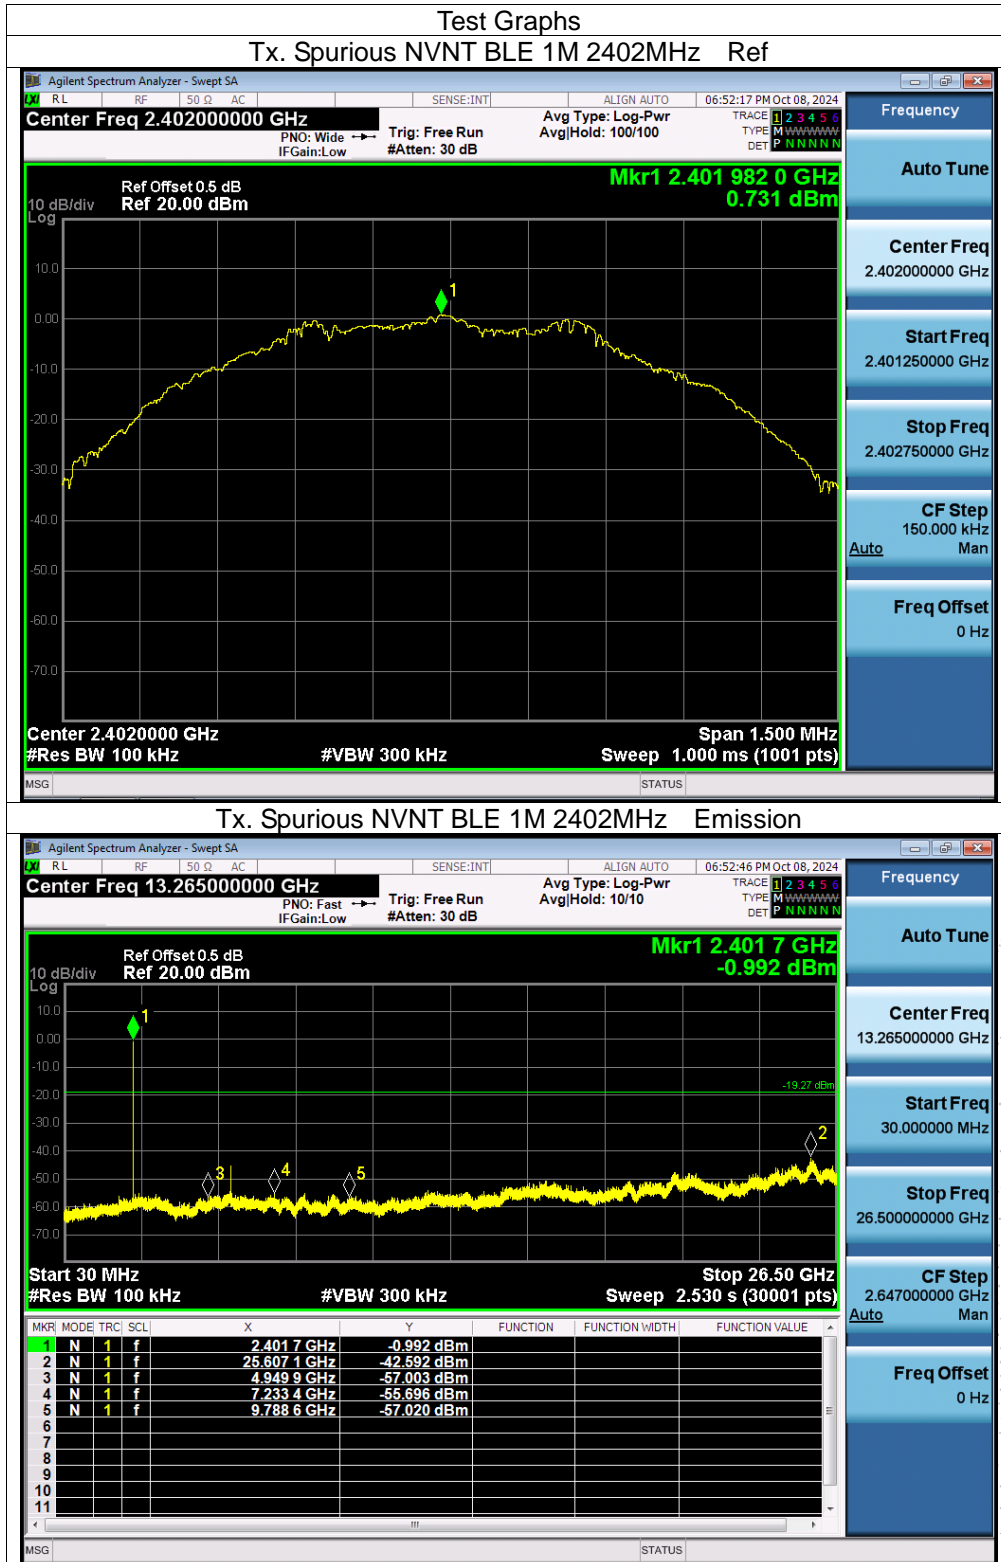 Test Graphs
Tx. Spurious NVNT BLE 1M 2402MHz Ref
Agilent Spectrum Analyzer - Swept SA
LXI RL RF 50 Ω AC SENSE:INT ALIGN AUTO 06:52:17 PM Oct 08, 2024
Center Freq 2.402000000 GHz
PNO: Wide
IFGain:Low
Trig: Free Run
#Atten: 30 dB
Avg Type: Log-Pwr
Avg|Hold: 100/100
TRACE 1 2 3 4 5 6
TYPE M WWWWW
DET P N N N N N
Frequency
Mkr1 2.401 982 0 GHz
0.731 dBm
Ref Offset 0.5 dB
Ref 20.00 dBm
10 dB/div
Log
10.0
0.00
-10.0
-20.0
-30.0
-40.0
-50.0
-60.0
-70.0
1
Center 2.4020000 GHz
Span 1.500 MHz
#Res BW 100 kHz #VBW 300 kHz Sweep 1.000 ms (1001 pts)
Auto Tune
Center Freq
2.402000000 GHz
Start Freq
2.401250000 GHz
Stop Freq
2.402750000 GHz
CF Step
150.000 kHz
Auto Man
Freq Offset
0 Hz
MSG STATUS
Tx. Spurious NVNT BLE 1M 2402MHz Emission
Agilent Spectrum Analyzer - Swept SA
LXI RL RF 50 Ω AC SENSE:INT ALIGN AUTO 06:52:46 PM Oct 08, 2024
Center Freq 13.265000000 GHz
PNO: Fast
IFGain:Low
Trig: Free Run
#Atten: 30 dB
Avg Type: Log-Pwr
Avg|Hold: 10/10
TRACE 1 2 3 4 5 6
TYPE M WWWWW
DET P N N N N N
Frequency
Mkr1 2.401 7 GHz
-0.992 dBm
Ref Offset 0.5 dB
Ref 20.00 dBm
10 dB/div
Log
10.0
0.00
-10.0
-20.0
-30.0
-40.0
-50.0
-60.0
-70.0
1
-19.27 dBm
2
3
4
5
Start 30 MHz
Stop 26.50 GHz
#Res BW 100 kHz #VBW 300 kHz Sweep 2.530 s (30001 pts)
MKR MODE TRC SCL X Y FUNCTION FUNCTION WIDTH FUNCTION VALUE
1 N 1 f 2.401 7 GHz -0.992 dBm
2 N 1 f 25.607 1 GHz -42.592 dBm
3 N 1 f 4.949 9 GHz -57.003 dBm
4 N 1 f 7.233 4 GHz -55.696 dBm
5 N 1 f 9.788 6 GHz -57.020 dBm
6
7
8
9
10
11
Auto Tune
Center Freq
13.265000000 GHz
Start Freq
30.000000 MHz
Stop Freq
26.500000000 GHz
CF Step
2.647000000 GHz
Auto Man
Freq Offset
0 Hz
MSG STATUS